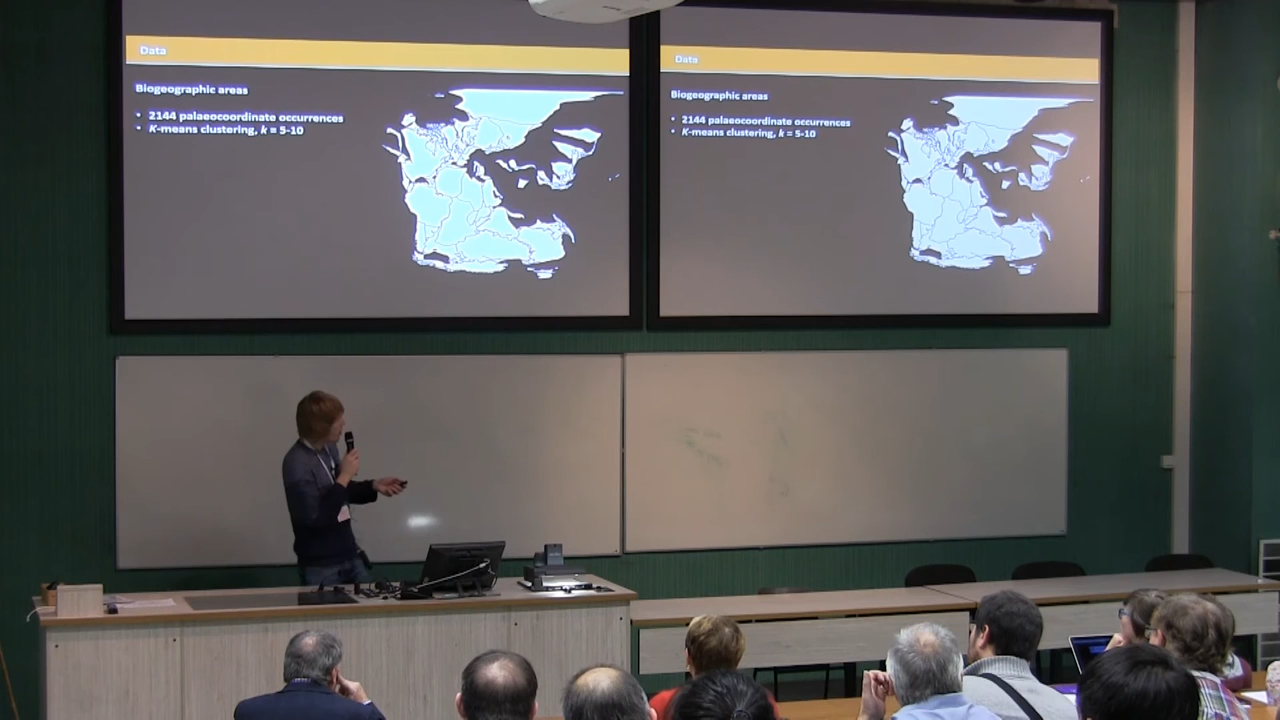 Data
Biogeographic areas
• 2144 palaeocoordinate occurrences
• K-means clustering, k = 5-10
Data
Biogeographic areas
• 2144 palaeocoordinate occurrences
• K-means clustering, k = 5-10